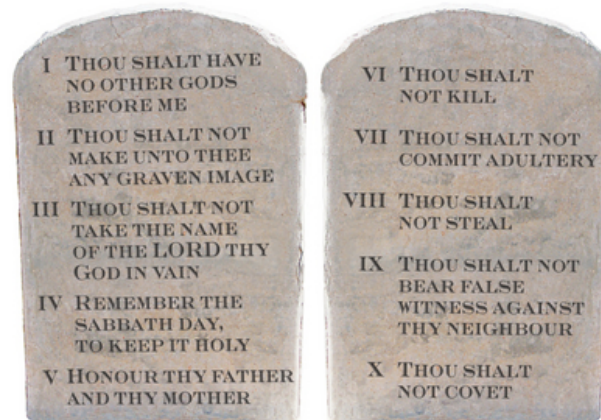 I THOU SHALT HAVE
NO OTHER GODS
BEFORE ME
II THOU SHALT NOT
MAKE UNTO THEE
ANY GRAVEN IMAGE
III THOU SHALT NOT
TAKE THE NAME
OF THE LORD THY
GOD IN VAIN
IV REMEMBER THE
SABBATH DAY,
TO KEEP IT HOLY
V HONOUR THY FATHER
AND THY MOTHER
VI THOU SHALT
NOT KILL
VII THOU SHALT NOT
COMMIT ADULTERY
VIII THOU SHALT
NOT STEAL
IX THOU SHALT NOT
BEAR FALSE
WITNESS AGAINST
THY NEIGHBOUR
X THOU SHALT
NOT COVET